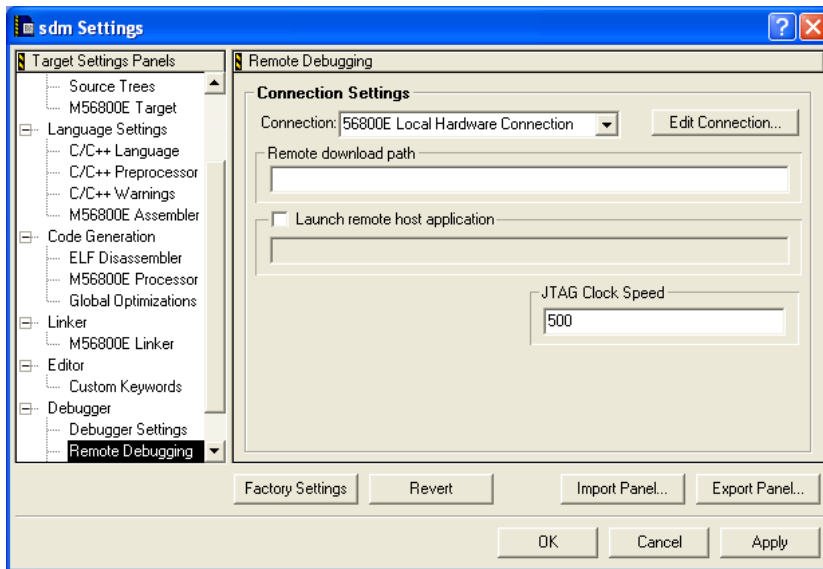 sdm Settings
Target Settings Panels
Source Trees
M56800E Target
Language Settings
C/C++ Language
C/C++ Preprocessor
C/C++ Warnings
M56800E Assembler
Code Generation
ELF Disassembler
M56800E Processor
Global Optimizations
Linker
M56800E Linker
Editor
Custom Keywords
Debugger
Debugger Settings
Remote Debugging
Remote Debugging
Connection Settings
Connection: 56800E Local Hardware Connection
Edit Connection...
Remote download path
Launch remote host application
JTAG Clock Speed
500
Factory Settings
Revert
Import Panel...
Export Panel...
OK
Cancel
Apply